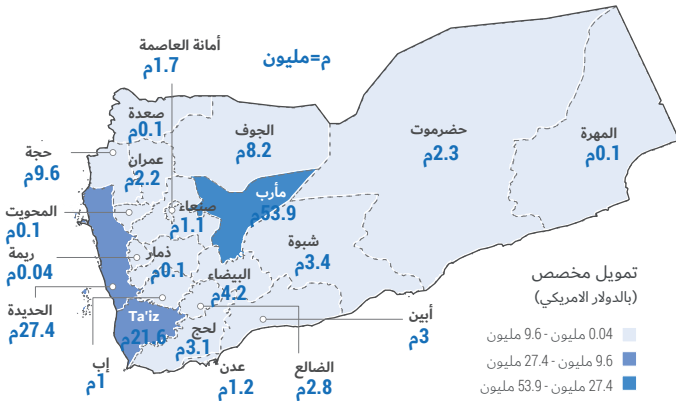 أمانة العاصمة
1.7م
م=مليون
صعدة
0.1م
الجوف
8.2م
حضرموت
2.3م
المهرة
0.1م
حجة
9.6م
عمران
2.2م
مأرب
53.9م
صنعاء
1.1م
المحويت
0.1م
شبوة
3.4م
ريمة
0.04م
ذمار
0.1م
البيضاء
4.2م
الحديدة
27.4م
Ta'iz
21.6م
لحج
3.1م
أبين
3م
إب
1م
عدن
1.2م
الضالع
2.8م
تمويل مخصص
(بالدولار الامريكي)
0.04 مليون - 9.6 مليون
9.6 مليون - 27.4 مليون
27.4 مليون - 53.9 مليون